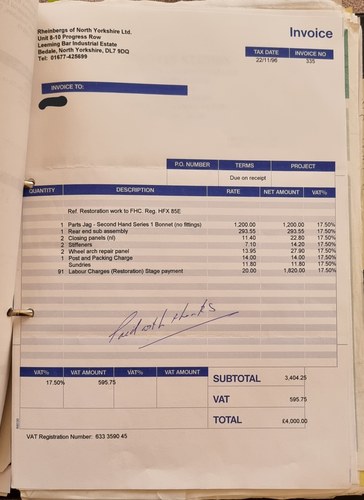 Rheinbergs of North Yorkshire Ltd.
Unit 8-10 Progress Row
Leeming Bar Industrial Estate
Bedale, North Yorkshire, DL7 9DQ
Tel: 01677-425699
Invoice
TAX DATE INVOICE NO
22/11/96 535
INVOICE TO:
P.O. NUMBER TERMS PROJECT
Due on receipt
QUANTITY DESCRIPTION RATE NET AMOUNT VAT%
Ref. Restoration work to FHC. Reg. HFX 85E
1 Parts Jag - Second Hand Series 1 Bonnet (no fittings) 1,200.00 1,200.00 17.50%
1 Rear end sub assembly 293.55 293.55 17.50%
2 Closing panels (nl) 11.40 22.80 17.50%
2 Stiffeners 7.10 14.20 17.50%
2 Wheel arch repair panel 13.95 27.90 17.50%
1 Post and Packing Charge 14.00 14.00 17.50%
Sundries 11.80 11.80 17.50%
91 Labour Charges (Restoration) Stage payment 20.00 1,820.00 17.50%
Paid with thanks
VAT% VAT AMOUNT VAT% VAT AMOUNT
17.50% 595.75
SUBTOTAL 3,404.25
VAT 595.75
TOTAL £4,000.00
VAT Registration Number: 633 3590 45